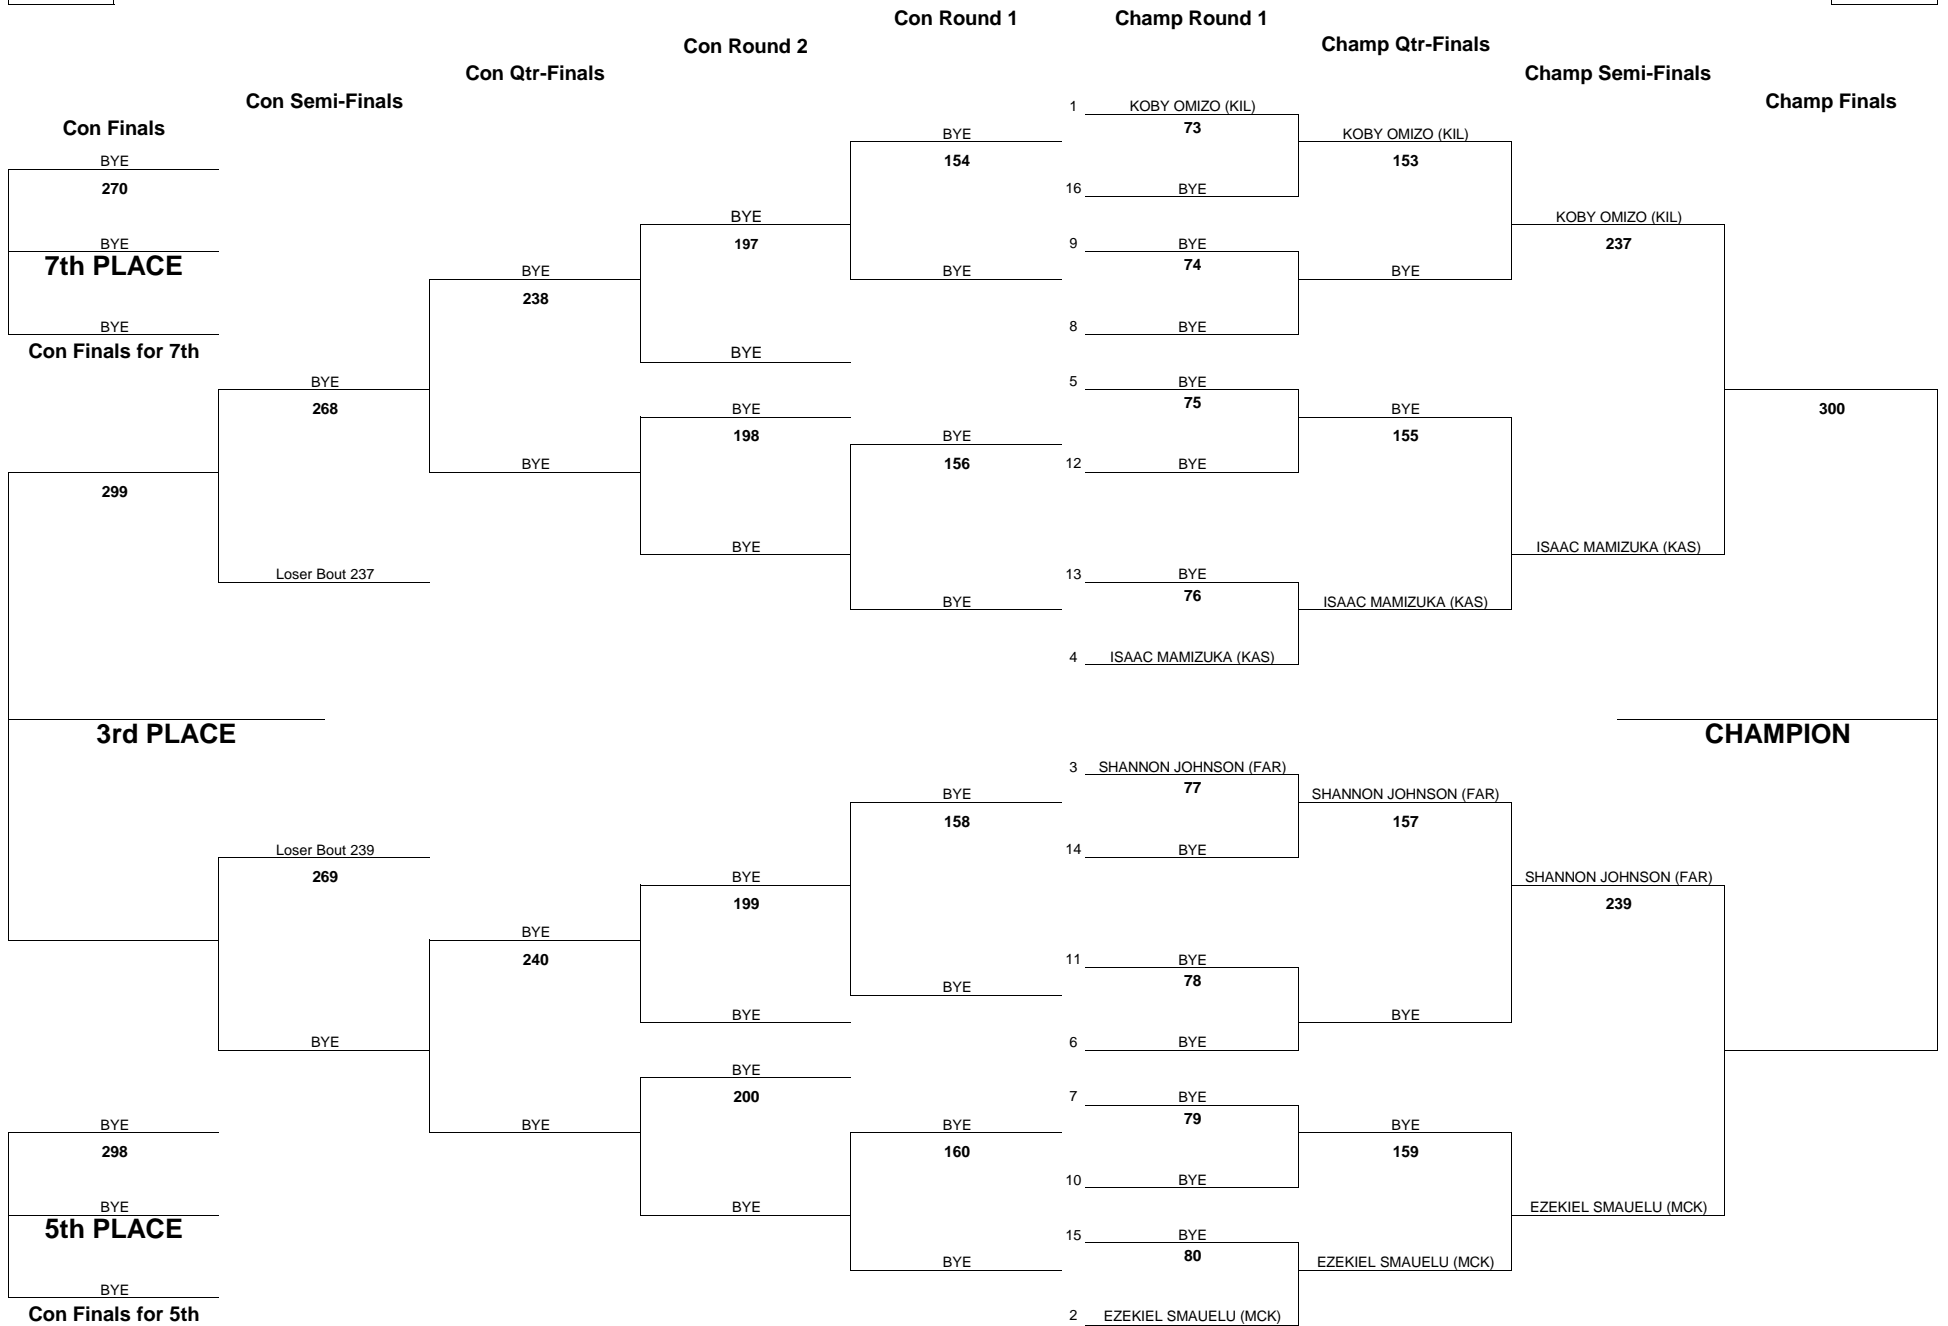 Con Round 1
Champ Round 1
Con Round 2
Champ Qtr-Finals
Con Qtr-Finals
Champ Semi-Finals
Con Semi-Finals
Champ Finals
Con Finals
1 KOBY OMIZO (KIL)
73
BYE
KOBY OMIZO (KIL)
BYE
154
153
270
16 BYE
BYE
KOBY OMIZO (KIL)
BYE
197
9 BYE
237
7th PLACE
74
BYE
BYE
BYE
238
BYE
8 BYE
Con Finals for 7th
BYE
BYE
5 BYE
268
BYE
75
BYE
300
198
BYE
155
BYE
156
12 BYE
299
BYE
ISAAC MAMIZUKA (KAS)
Loser Bout 237
13 BYE
76
BYE
ISAAC MAMIZUKA (KAS)
4 ISAAC MAMIZUKA (KAS)
3rd PLACE
CHAMPION
3 SHANNON JOHNSON (FAR)
77
BYE
SHANNON JOHNSON (FAR)
158
157
Loser Bout 239
14 BYE
269
BYE
SHANNON JOHNSON (FAR)
199
239
BYE
240
11 BYE
78
BYE
BYE
BYE
BYE
6 BYE
BYE
200
7 BYE
79
BYE
BYE
BYE
BYE
298
160
159
10 BYE
BYE
BYE
EZEKIEL SMAUELU (MCK)
5th PLACE
15 BYE
80
BYE
EZEKIEL SMAUELU (MCK)
BYE
Con Finals for 5th
2 EZEKIEL SMAUELU (MCK)